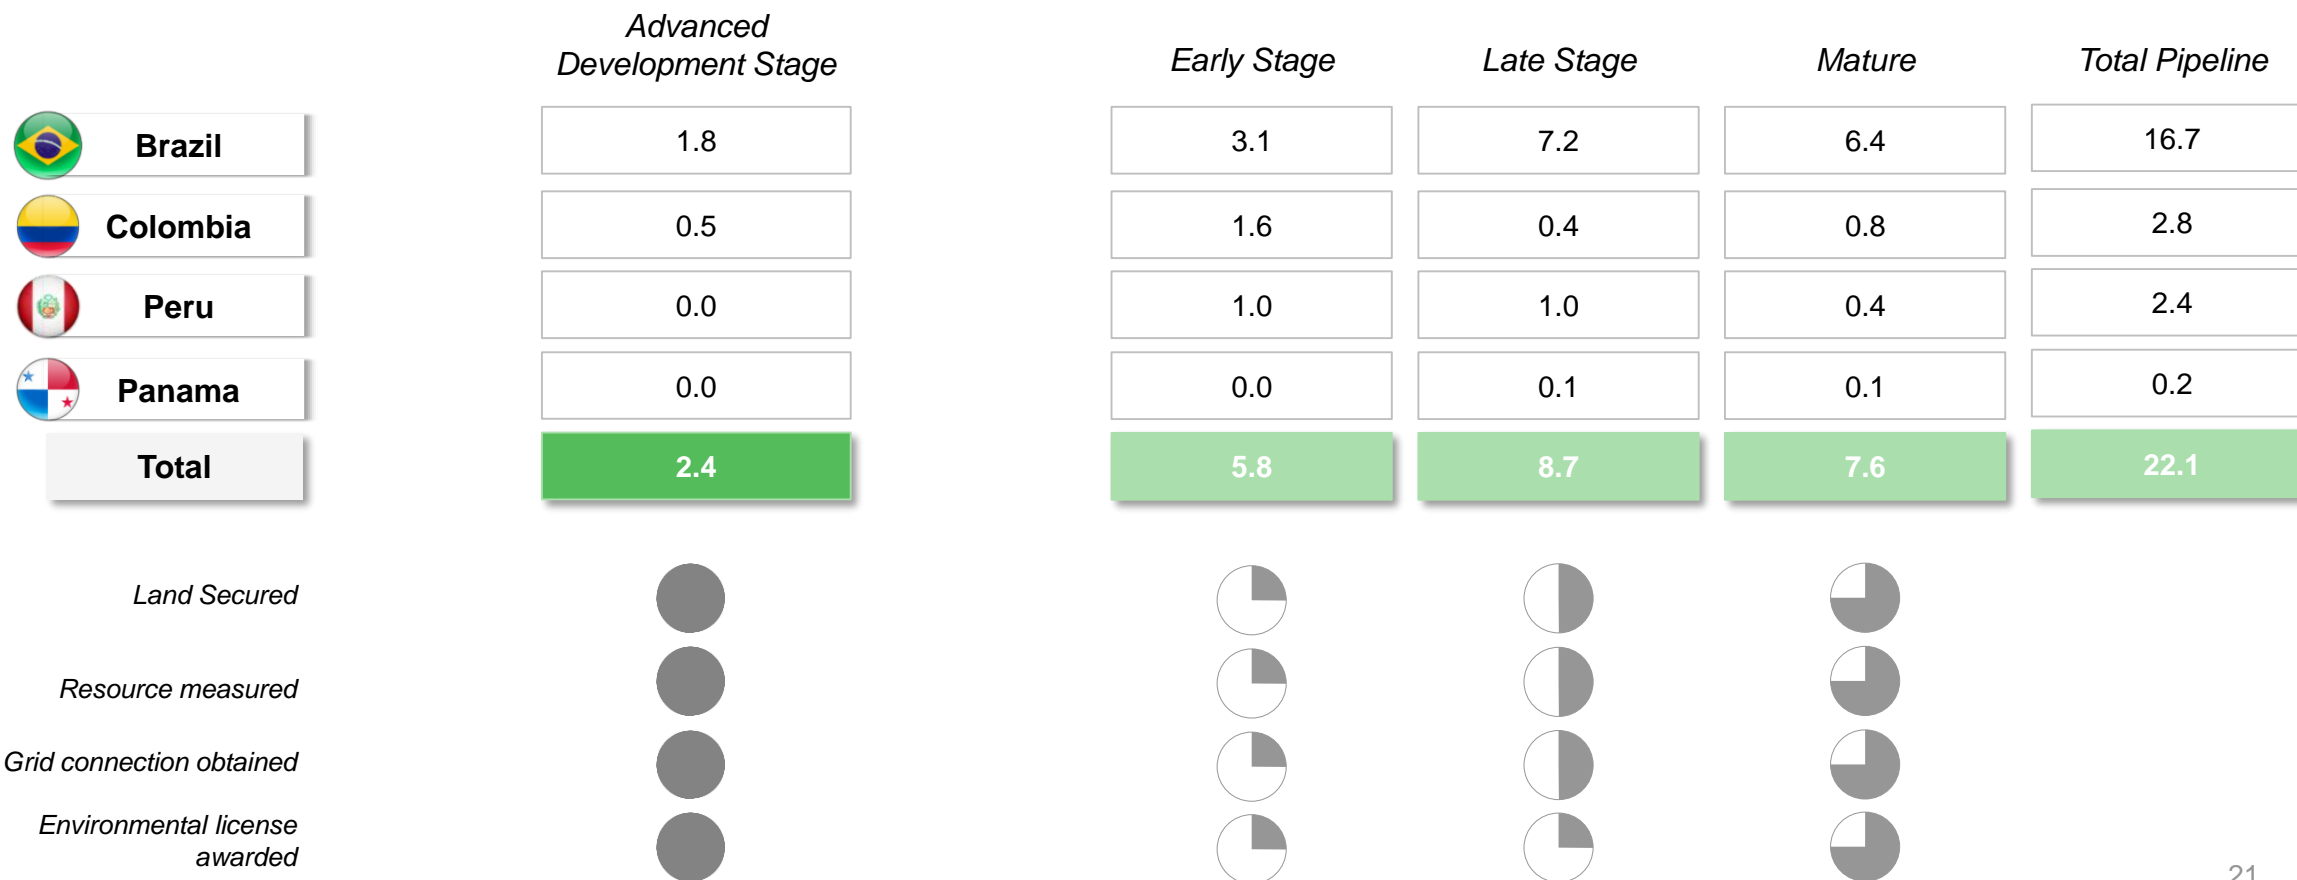 Advanced
Development Stage
Early Stage
Late Stage
Mature
Total Pipeline
Brazil
1.8
3.1
7.2
6.4
16.7
Colombia
0.5
1.6
0.4
0.8
2.8
Peru
0.0
1.0
1.0
0.4
2.4
Panama
0.0
0.0
0.1
0.1
0.2
Total
2.4
5.8
8.7
7.6
22.1
Land Secured
Resource measured
Grid connection obtained
Environmental license
awarded
21